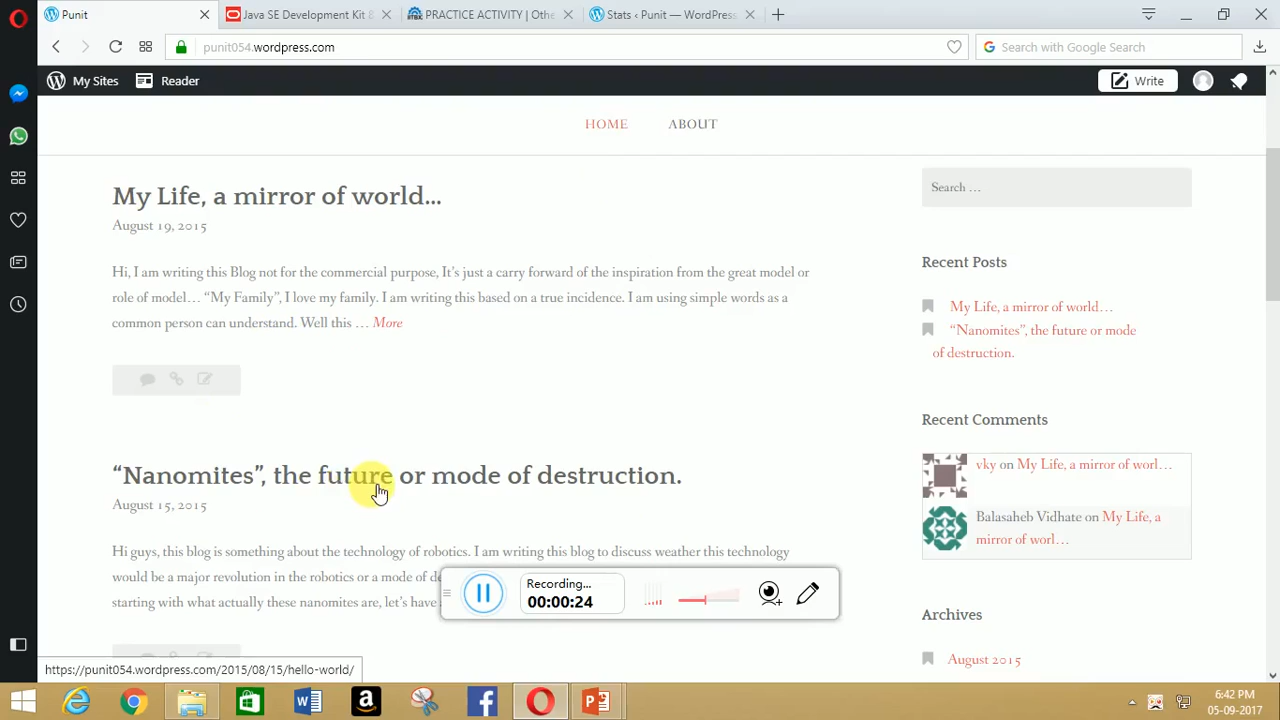 Punit
Java SE Development Kit &
PRACTICE ACTIVITY | Othe
Stats ‹ Punit — WordPress.
punit054.wordpress.com
Search with Google Search
My Sites
Reader
Write
HOME
ABOUT
My Life, a mirror of world…
August 19, 2015
Hi, I am writing this Blog not for the commercial purpose, It's just a carry forward of the inspiration from the great model or
role of model… “My Family”, I love my family. I am writing this based on a true incidence. I am using simple words as a
common person can understand. Well this … More
“Nanomites”, the future or mode of destruction.
August 15, 2015
Hi guys, this blog is something about the technology of robotics. I am writing this blog to discuss weather this technology
would be a major revolution in the robotics or a mode of de
starting with what actually these nanomites are, let's have
Search …
Recent Posts
My Life, a mirror of world…
“Nanomites”, the future or mode
of destruction.
Recent Comments
vky on My Life, a mirror of worl…
Balasaheb Vidhate on My Life, a
mirror of worl…
Archives
August 2015
Recording...
00:00:24
https://punit054.wordpress.com/2015/08/15/hello-world/
6:42 PM
05-09-2017